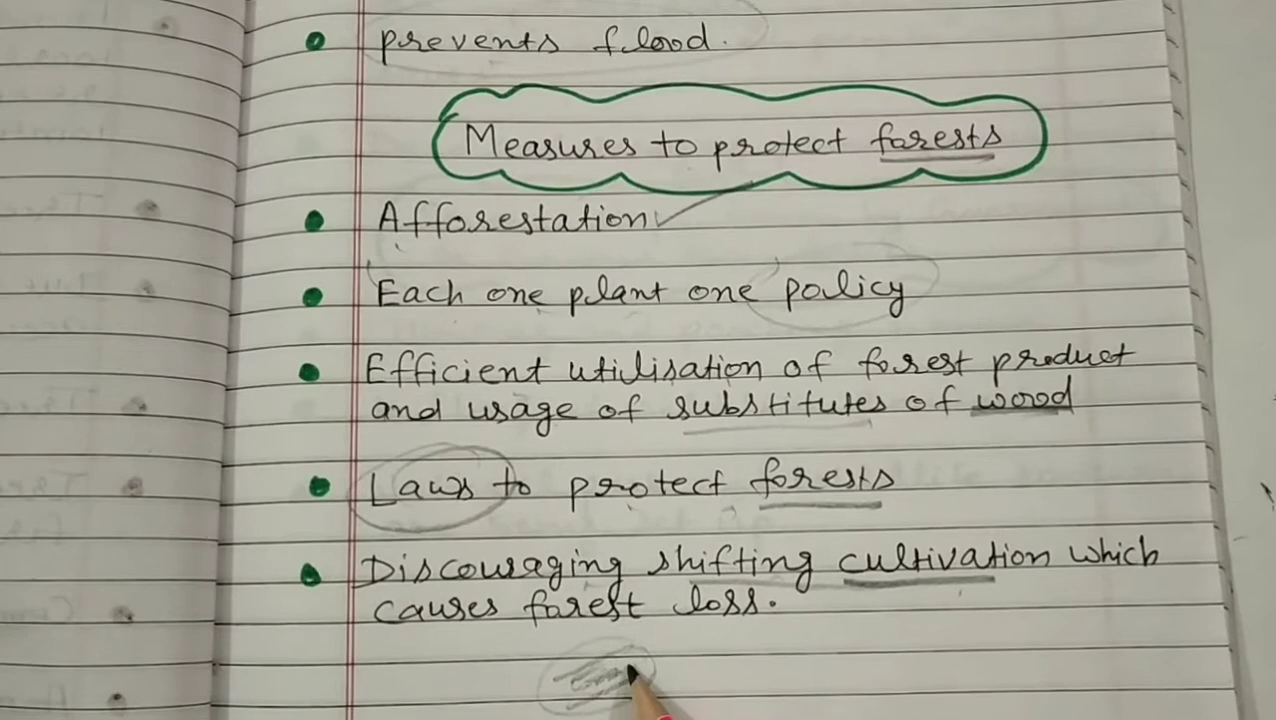 prevents flood.
Measures to protect forests
Afforestation
Each one plant one policy
Efficient utilisation of forest product
and usage of substitutes of wood
Laws to protect forests
Discouraging shifting cultivation which
causes forest loss.